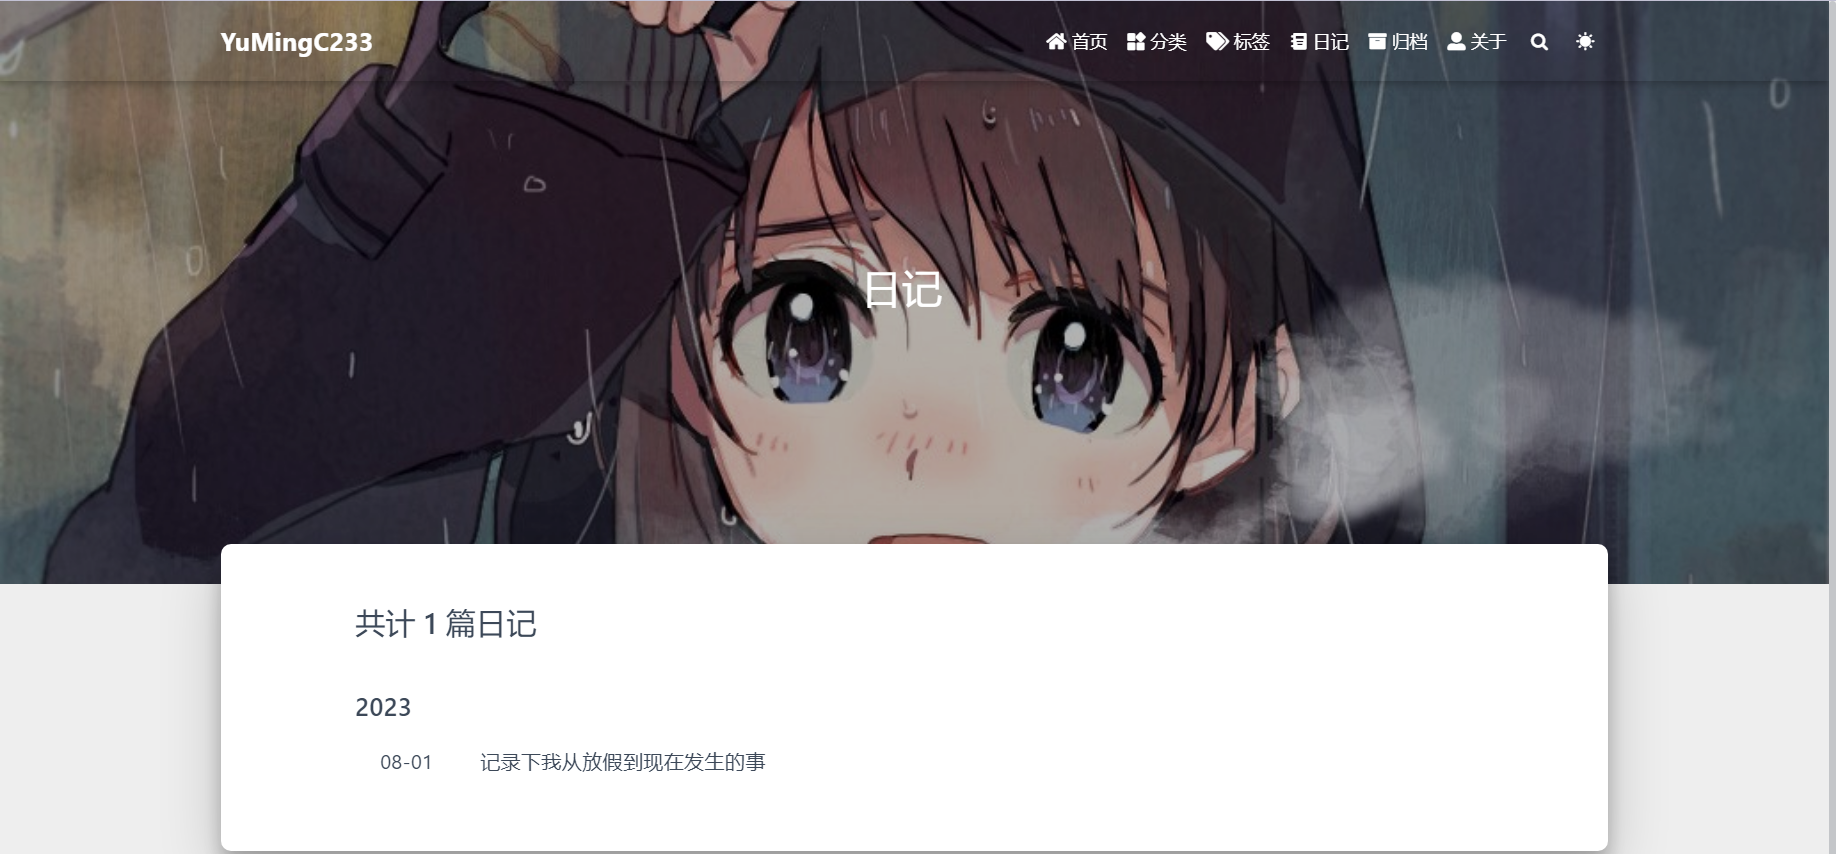 YuMingC233
首页 分类 标签 日记 归档 关于
日记
共计 1 篇日记
2023
08-01 记录下我从放假到现在发生的事